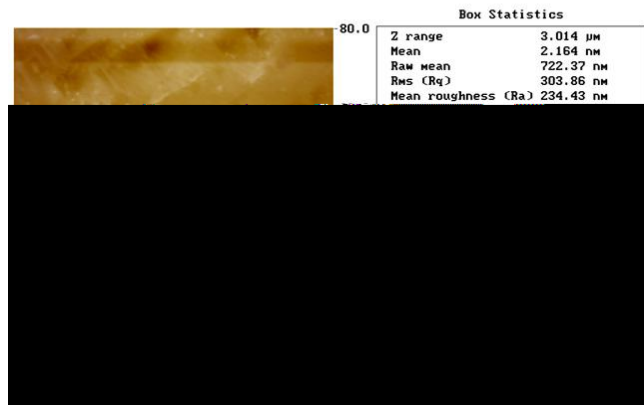 80.0
Box Statistics
Z range 3.014 µm
Mean 2.164 nm
Raw mean 722.37 nm
Rms (Rq) 303.86 nm
Mean roughness (Ra) 234.43 nm